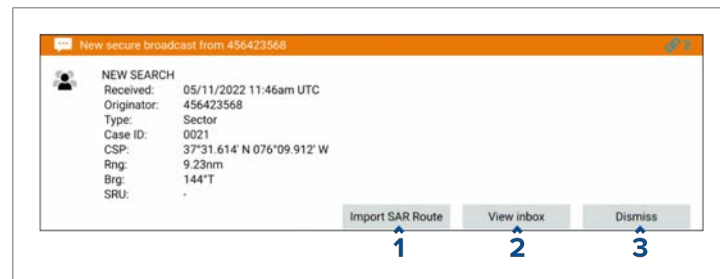 New secure broadcast from 456423568 2
NEW SEARCH
Received: 05/11/2022 11:46am UTC
Originator: 456423568
Type: Sector
Case ID: 0021
CSP: 37°31.614' N 076°09.912' W
Rng: 9.23nm
Brg: 144°T
SRU: -
Import SAR Route View inbox Dismiss
1 2 3